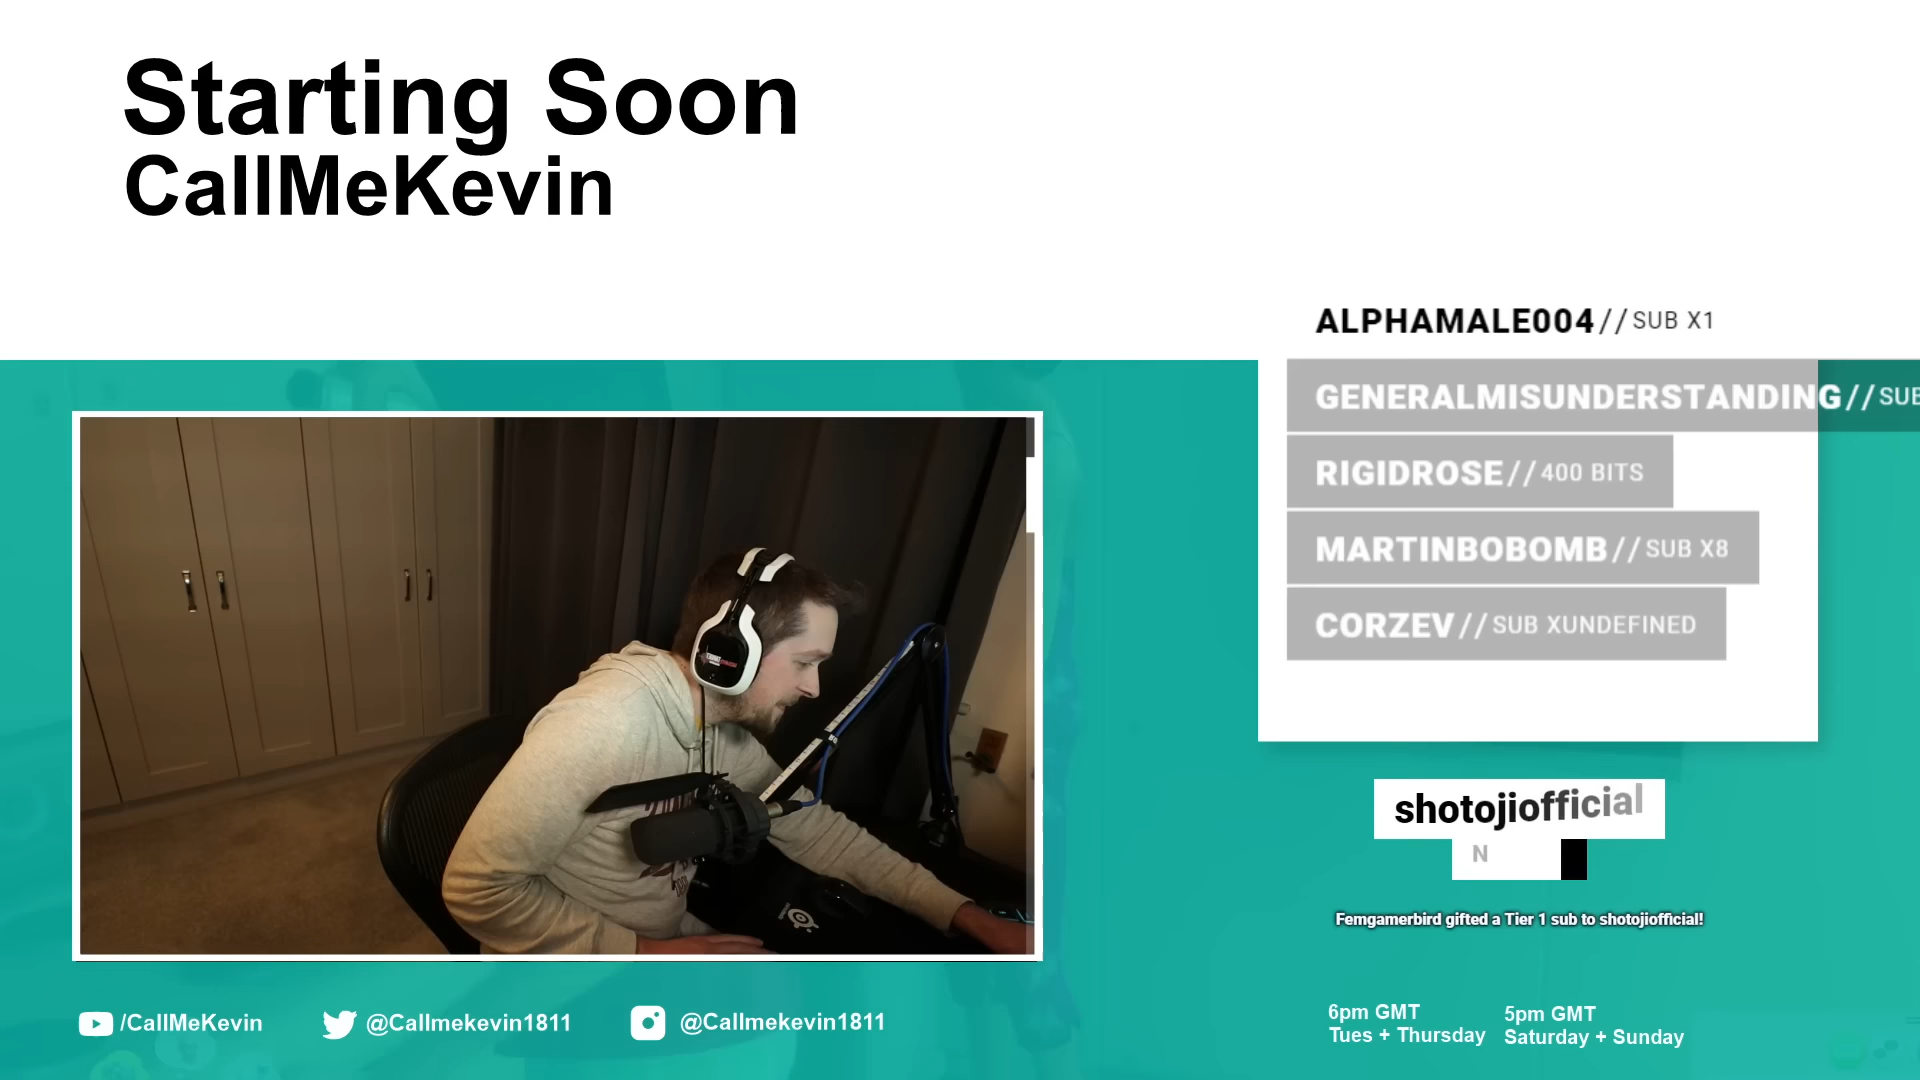 Starting Soon
CallMeKevin
ALPHAMALE004 // SUB X1
GENERALMISUNDERSTANDING // SUB
RIGIDROSE // 400 BITS
MARTINBOBOMB // SUB X8
CORZEV // SUB XUNDEFINED
shotojiofficial
N
Femgamerbird gifted a Tier 1 sub to shotojiofficial!
/CallMeKevin
@Callmekevin1811
@Callmekevin1811
6pm GMT
Tues + Thursday
5pm GMT
Saturday + Sunday